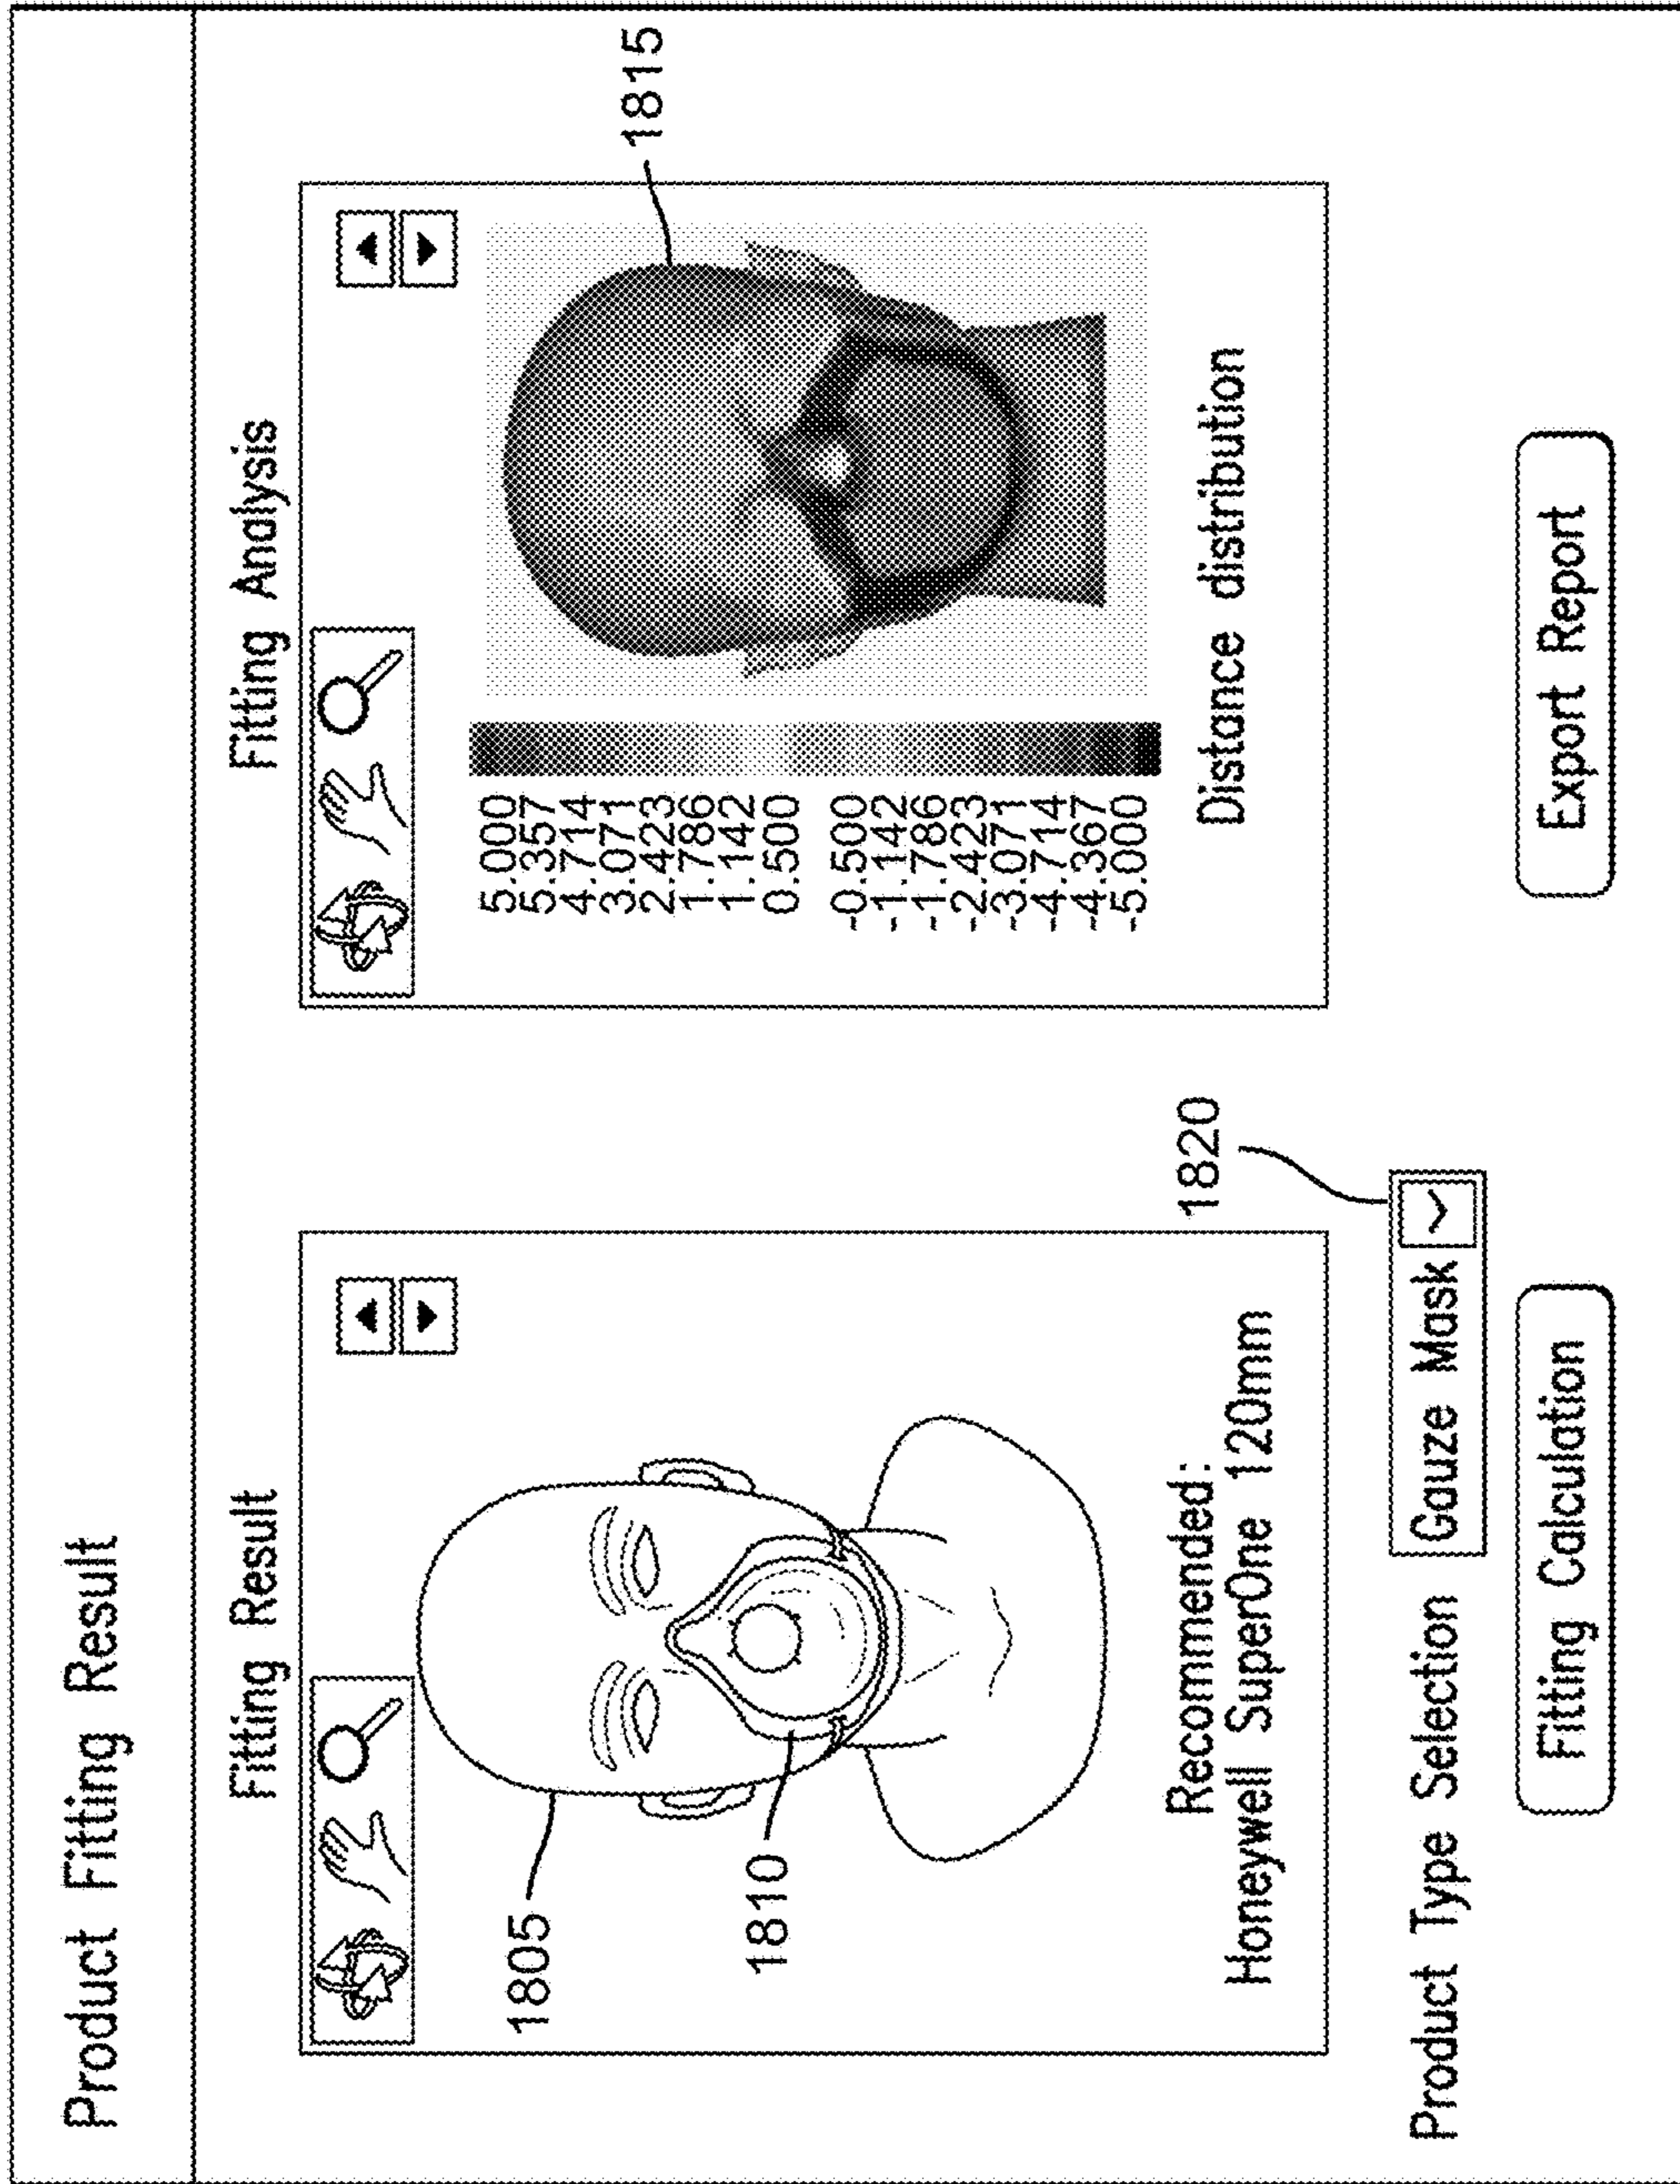 Product Fitting Result
Fitting Result
1805
1810
Recommended:
Honeywell SuperOne 120mm
Product Type Selection
Gauze Mask
1820
Fitting Calculation
Fitting Analysis
5.000
5.357
4.714
3.071
2.423
1.786
1.142
0.500
-0.500
-1.142
-1.786
-2.423
-3.071
-4.714
-4.367
-5.000
1815
Distance distribution
Export Report